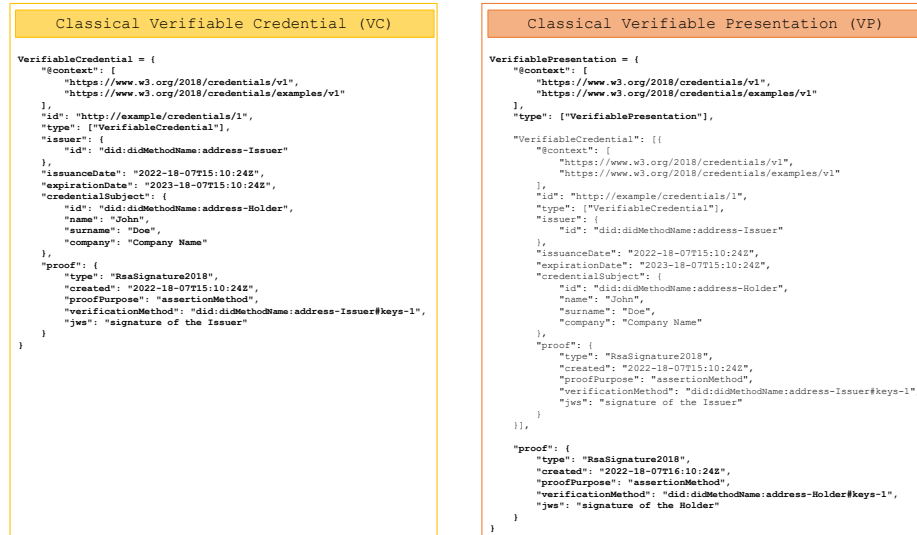 Classical Verifiable Credential (VC)
VerifiableCredential = {
"@context": [
"https://www.w3.org/2018/credentials/v1",
"https://www.w3.org/2018/credentials/examples/v1"
],
"id": "http://example/credentials/1",
"type": ["VerifiableCredential"],
"issuer": {
"id": "did:didMethodName:address-Issuer"
},
"issuanceDate": "2022-18-07T15:10:24Z",
"expirationDate": "2023-18-07T15:10:24Z",
"credentialSubject": {
"id": "did:didMethodName:address-Holder",
"name": "John",
"surname": "Doe",
"company": "Company Name"
},
"proof": {
"type": "RsaSignature2018",
"created": "2022-18-07T15:10:24Z",
"proofPurpose": "assertionMethod",
"verificationMethod": "did:didMethodName:address-Issuer#keys-1",
"jws": "signature of the Issuer"
}
}
Classical Verifiable Presentation (VP)
VerifiablePresentation = {
"@context": [
"https://www.w3.org/2018/credentials/v1",
"https://www.w3.org/2018/credentials/examples/v1"
],
"type": ["VerifiablePresentation"],
"VerifiableCredential": [{
"@context": [
"https://www.w3.org/2018/credentials/v1",
"https://www.w3.org/2018/credentials/examples/v1"
],
"id": "http://example/credentials/1",
"type": ["VerifiableCredential"],
"issuer": {
"id": "did:didMethodName:address-Issuer"
},
"issuanceDate": "2022-18-07T15:10:24Z",
"expirationDate": "2023-18-07T15:10:24Z",
"credentialSubject": {
"id": "did:didMethodName:address-Holder",
"name": "John",
"surname": "Doe",
"company": "Company Name"
},
"proof": {
"type": "RsaSignature2018",
"created": "2022-18-07T15:10:24Z",
"proofPurpose": "assertionMethod",
"verificationMethod": "did:didMethodName:address-Issuer#keys-1"
"jws": "signature of the Issuer"
}
}],
"proof": {
"type": "RsaSignature2018",
"created": "2022-18-07T16:10:24Z",
"proofPurpose": "assertionMethod",
"verificationMethod": "did:didMethodName:address-Holder#keys-1",
"jws": "signature of the Holder"
}
}